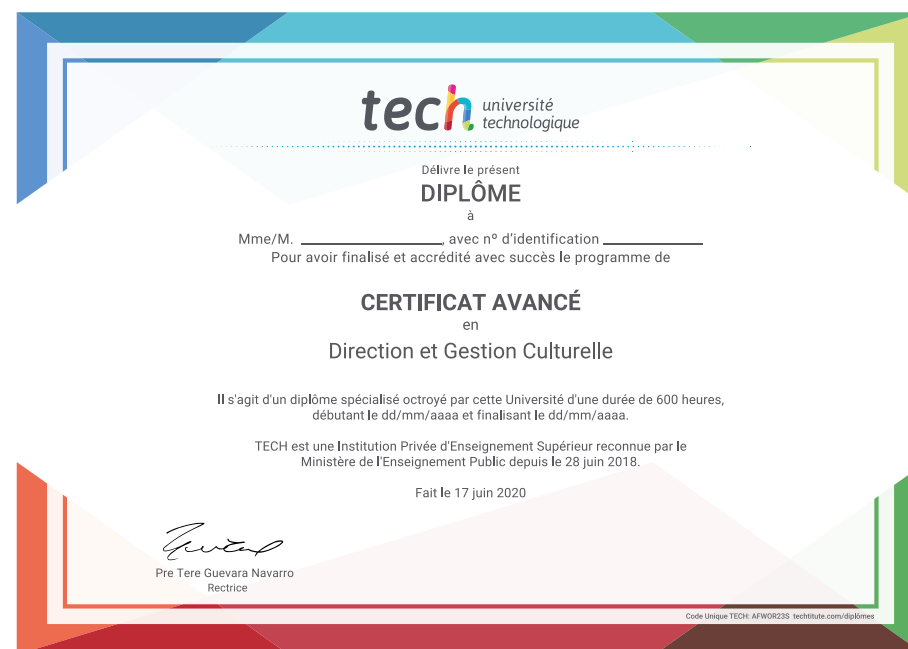 tech université
technologique
Délivre le présent
DIPLÔME
à
Mme/M. ____________________, avec nº d'identification ______________
Pour avoir finalisé et accrédité avec succès le programme de
CERTIFICAT AVANCÉ
en
Direction et Gestion Culturelle
Il s'agit d'un diplôme spécialisé octroyé par cette Université d'une durée de 600 heures,
débutant le dd/mm/aaaa et finalisant le dd/mm/aaaa.
TECH est une Institution Privée d'Enseignement Supérieur reconnue par le
Ministère de l'Enseignement Public depuis le 28 juin 2018.
Fait le 17 juin 2020
Pre Tere Guevara Navarro
Rectrice
Code Unique TECH: AFWOR23S techtitute.com/diplômes